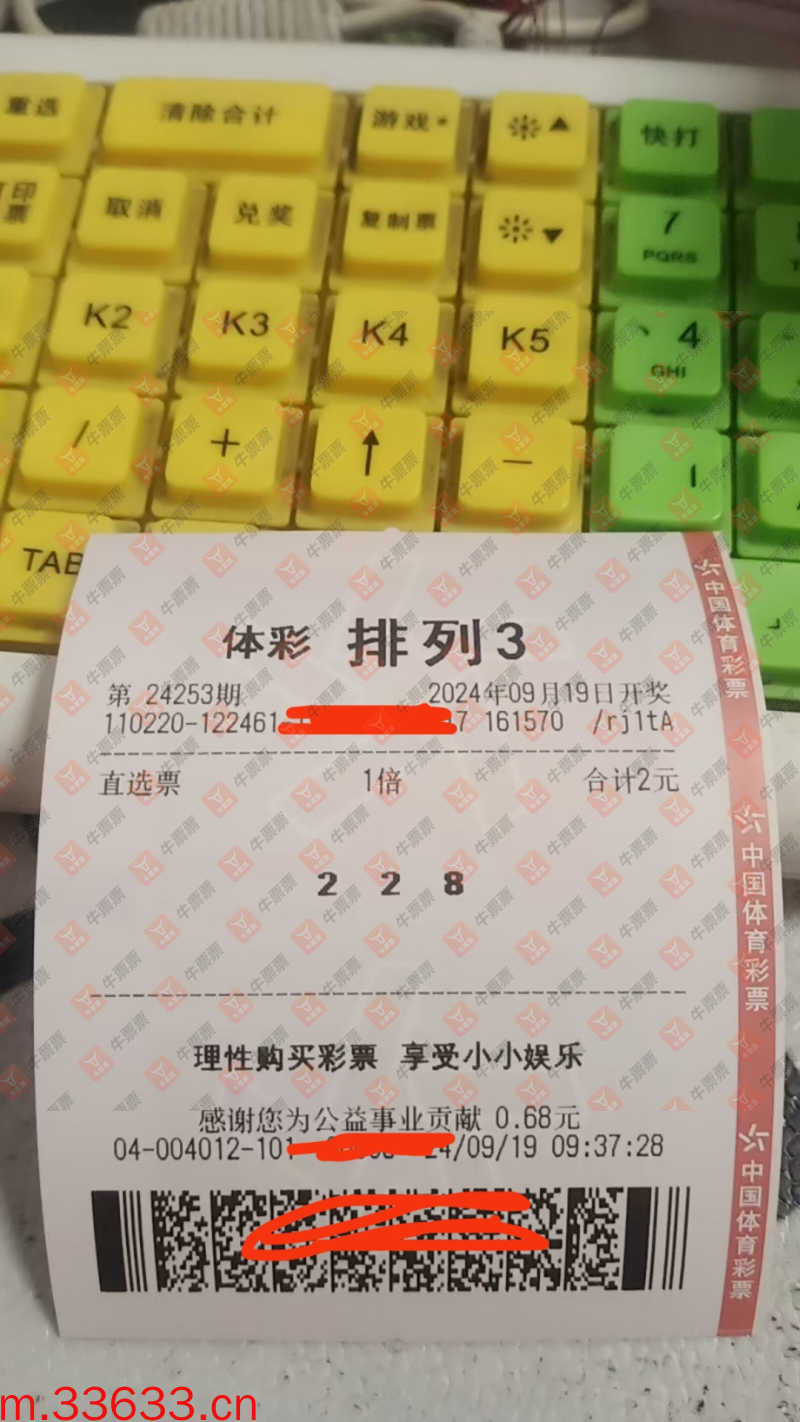 重选 清除合计 游戏* ▲ 快打
印票 取消 兑奖 复制票 ▼ 7 PQRS
K2 K3 K4 K5 4 GHI
/ + ↑ － 1
TAB
体彩 排列3
第 24253期 2024年09月19日开奖
110220-122461- 7 161570 /rj1tA
直选票 1倍 合计2元
2 2 8
理性购买彩票 享受小小娱乐
感谢您为公益事业贡献 0.68元
04-004012-101 24/09/19 09:37:28
中国体育彩票
中国体育彩票
中国体育彩票
牛票票
m.33633.cn